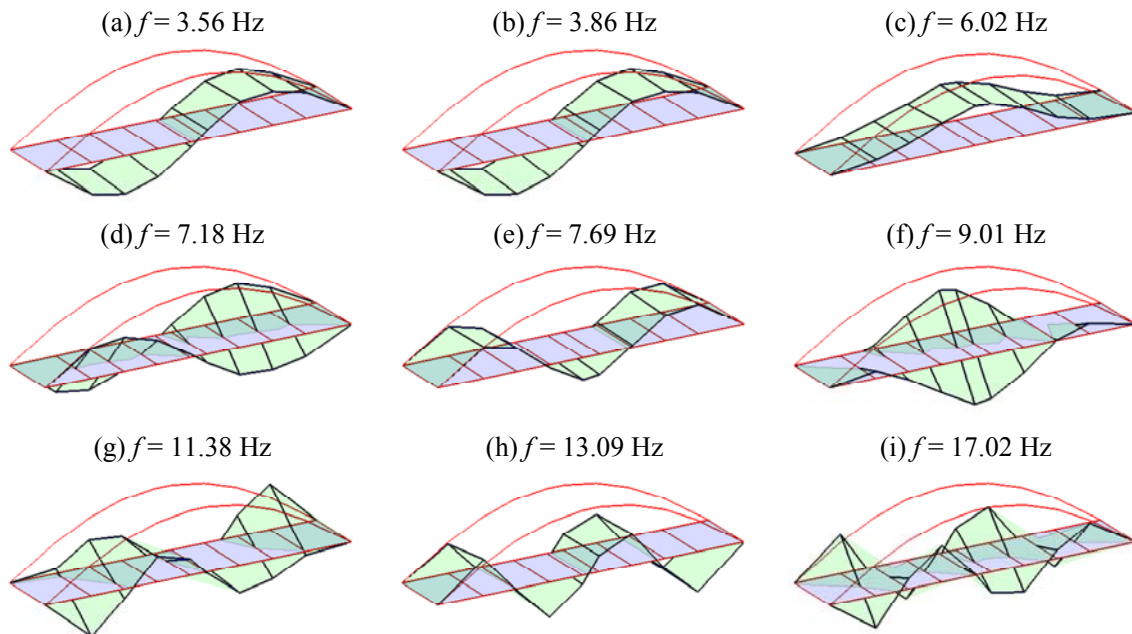 (a) f = 3.56 Hz
(b) f = 3.86 Hz
(c) f = 6.02 Hz
(d) f = 7.18 Hz
(e) f = 7.69 Hz
(f) f = 9.01 Hz
(g) f = 11.38 Hz
(h) f = 13.09 Hz
(i) f = 17.02 Hz